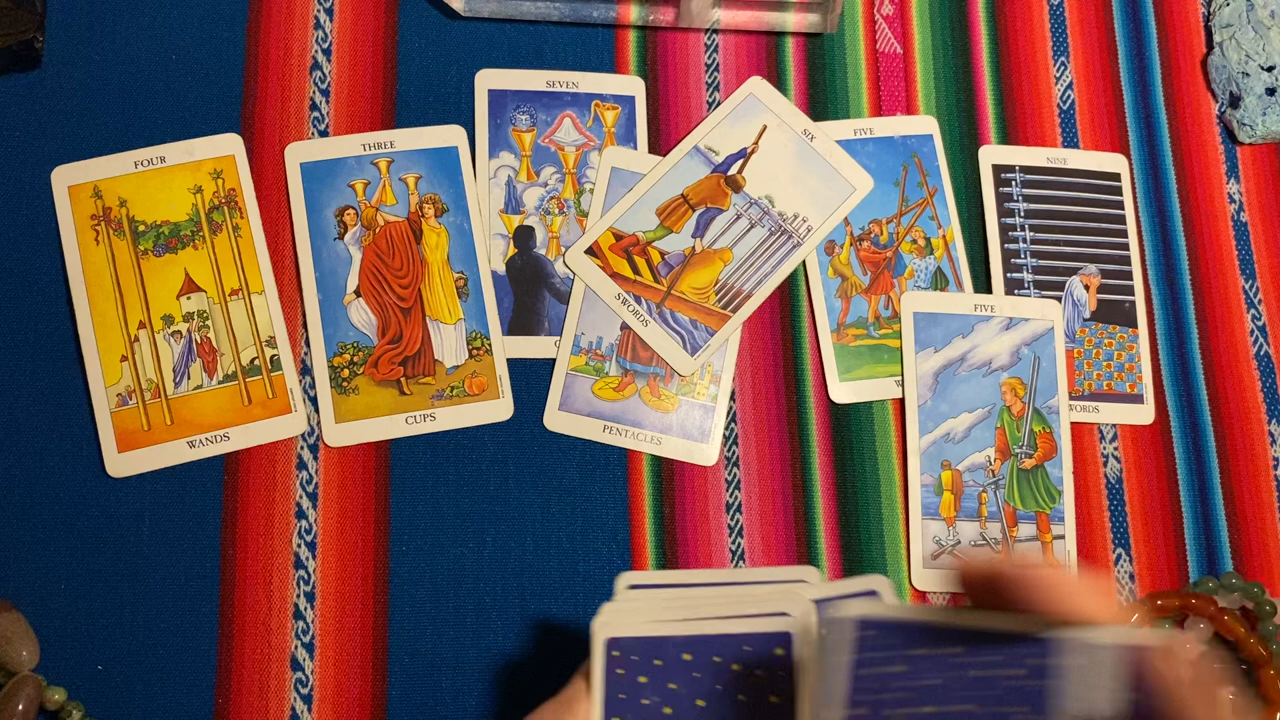 FOUR
WANDS
THREE
CUPS
SEVEN
PENTACLES
SIX
SWORDS
FIVE
NINE
WORDS
FIVE